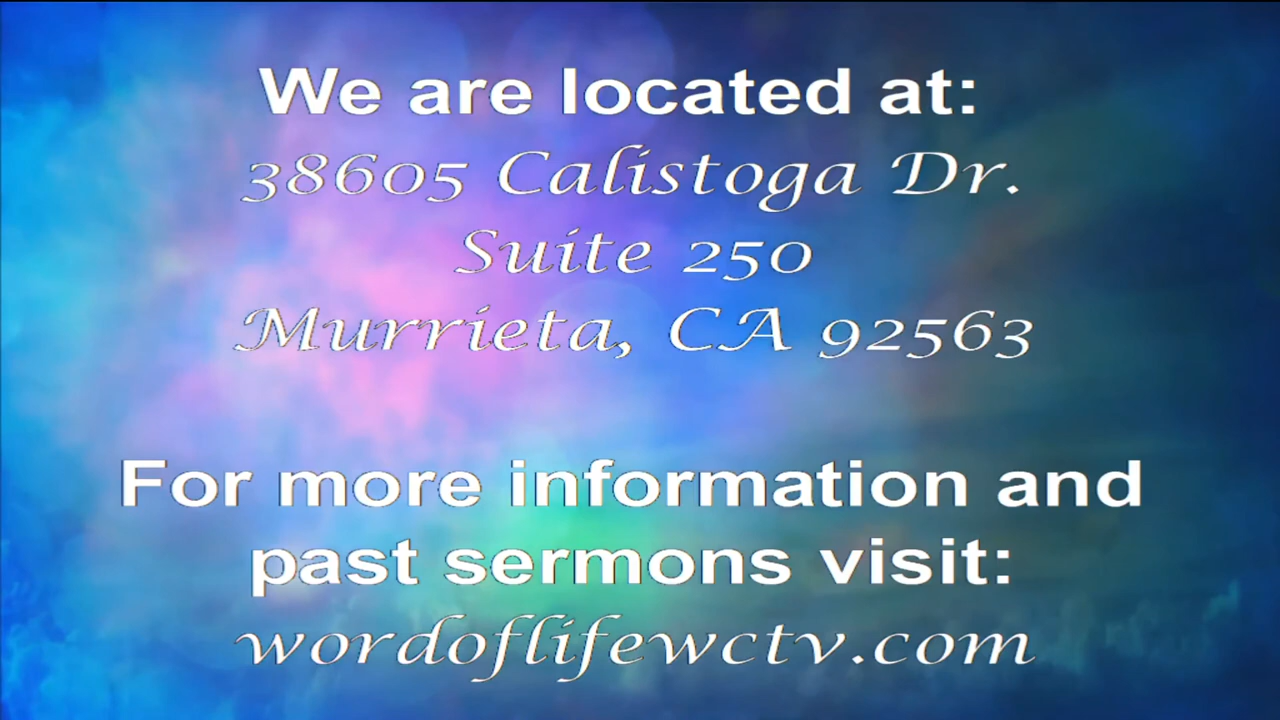 We are located at:
38605 Calistoga Dr.
Suite 250
Murrieta, CA 92563
For more information and
past sermons visit:
wordoflifewctv.com